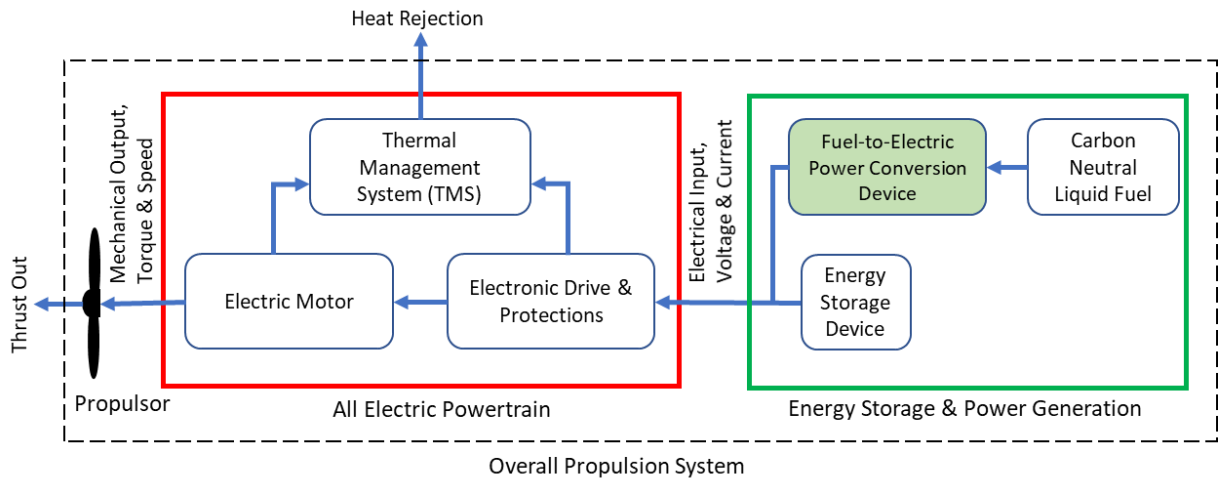 Heat Rejection
Thermal
Management
System (TMS)
Fuel-to-Electric
Power Conversion
Device
Carbon
Neutral
Liquid Fuel
Mechanical Output,
Torque & Speed
Electrical Input,
Voltage & Current
Thrust Out
Electric Motor
Electronic Drive &
Protections
Energy
Storage
Device
Propulsor
All Electric Powertrain
Energy Storage & Power Generation
Overall Propulsion System